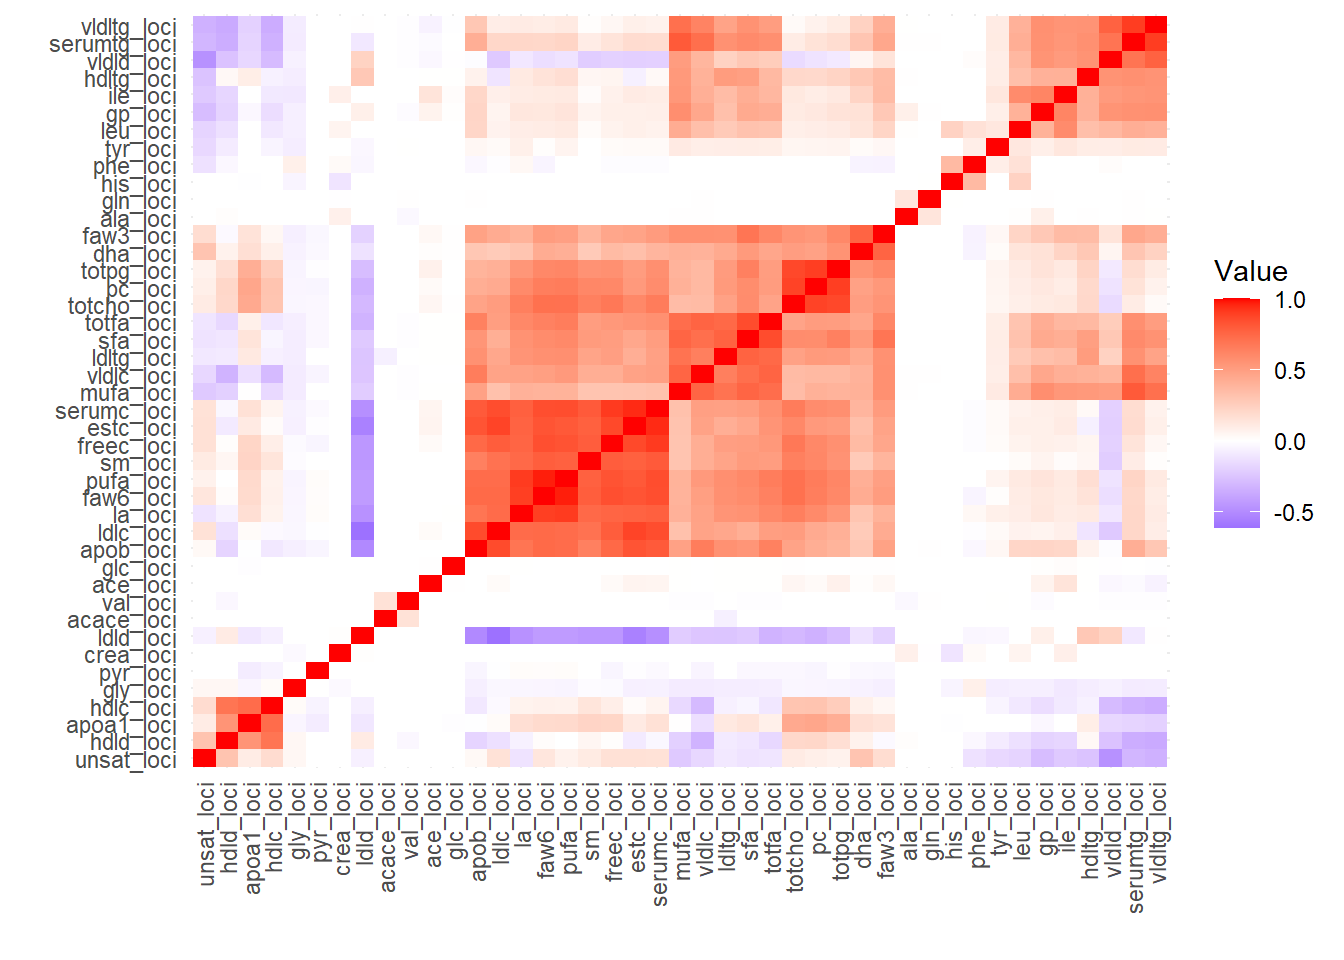 vldltg_loci
serumtg_loci
vldld_loci
hdltg_loci
ile_loci
gp_loci
leu_loci
tyr_loci
phe_loci
his_loci
gln_loci
ala_loci
faw3_loci
dha_loci
totpg_loci
pc_loci
totcho_loci
totfa_loci
sfa_loci
ldltg_loci
vldlc_loci
mufa_loci
serumc_loci
estc_loci
freec_loci
sm_loci
pufa_loci
faw6_loci
la_loci
ldlc_loci
apob_loci
glc_loci
ace_loci
val_loci
acace_loci
ldld_loci
crea_loci
pyr_loci
gly_loci
hdlc_loci
apoa1_loci
hdld_loci
unsat_loci
unsat_loci
hdld_loci
apoa1_loci
hdlc_loci
gly_loci
pyr_loci
crea_loci
ldld_loci
acace_loci
val_loci
ace_loci
glc_loci
apob_loci
ldlc_loci
la_loci
faw6_loci
pufa_loci
sm_loci
freec_loci
estc_loci
serumc_loci
mufa_loci
vldlc_loci
ldltg_loci
sfa_loci
totfa_loci
totcho_loci
pc_loci
totpg_loci
dha_loci
faw3_loci
ala_loci
gln_loci
his_loci
phe_loci
tyr_loci
leu_loci
gp_loci
ile_loci
hdltg_loci
vldld_loci
serumtg_loci
vldltg_loci
Value
1.0
0.5
0.0
-0.5